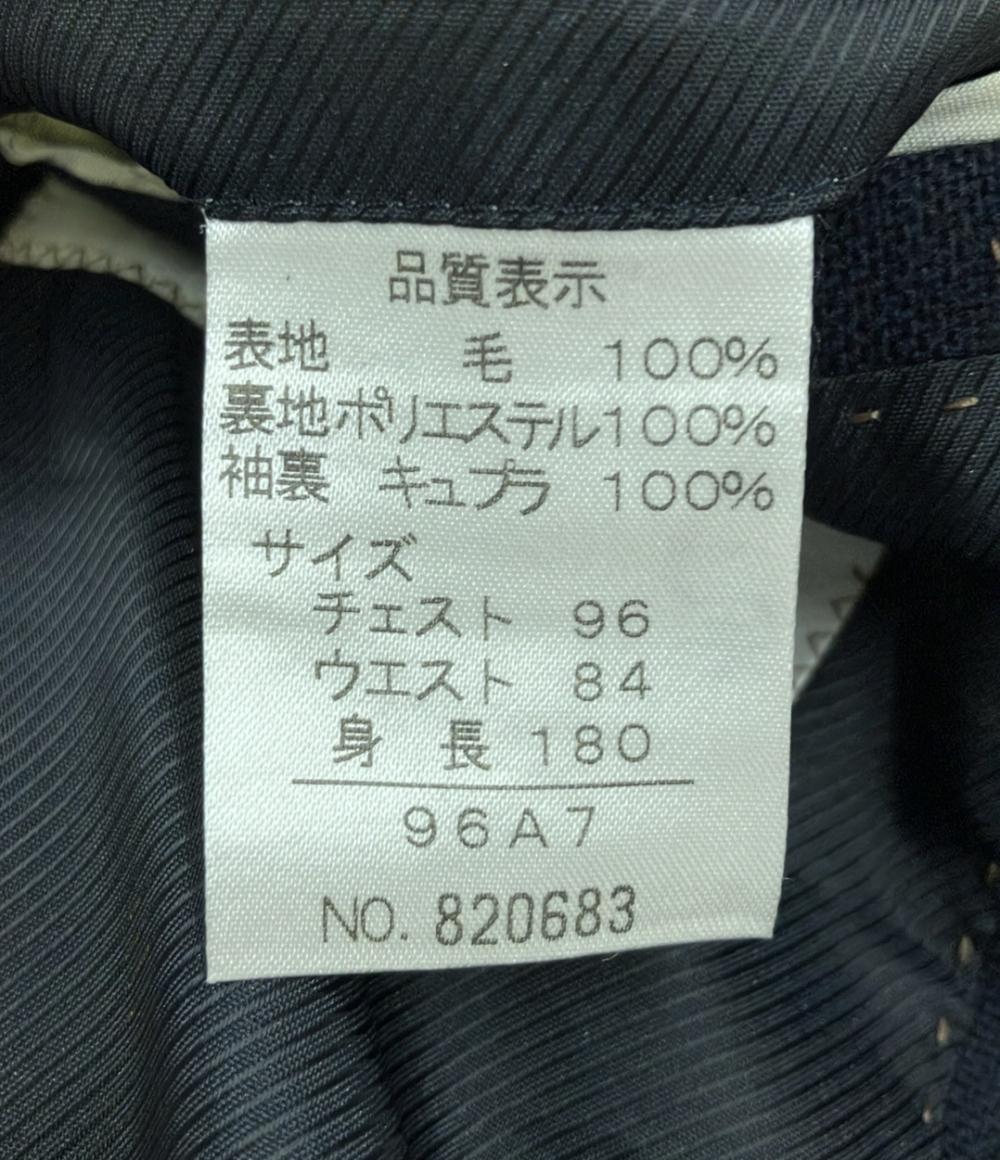 品質表示
表地 毛 100%
裏地ポリエステル100%
袖裏 キュプラ 100%
サイズ
チェスト 96
ウエスト 84
身 長 180
96A7
NO. 820683